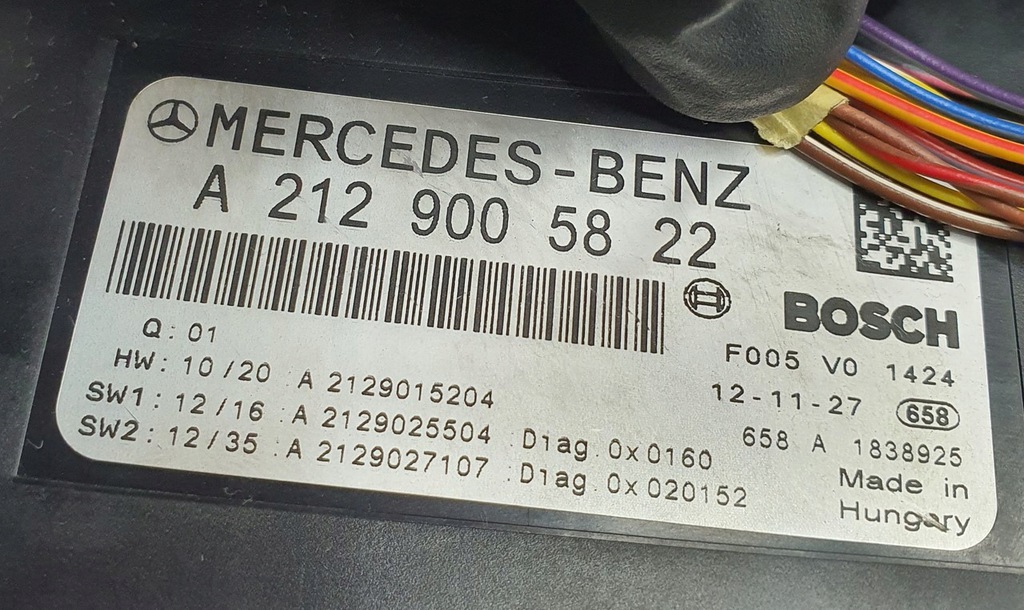 MERCEDES-BENZ
A 212 900 58 22
BOSCH
Q: 01
F005 V0 1424
HW: 10/20 A 2129015204
12-11-27 658
SW1: 12/16 :A 2129025504 :Diag.0x0160
658 A 1838925
SW2: 12/35 :A 2129027107 :Diag.0x020152
Made in
Hungary